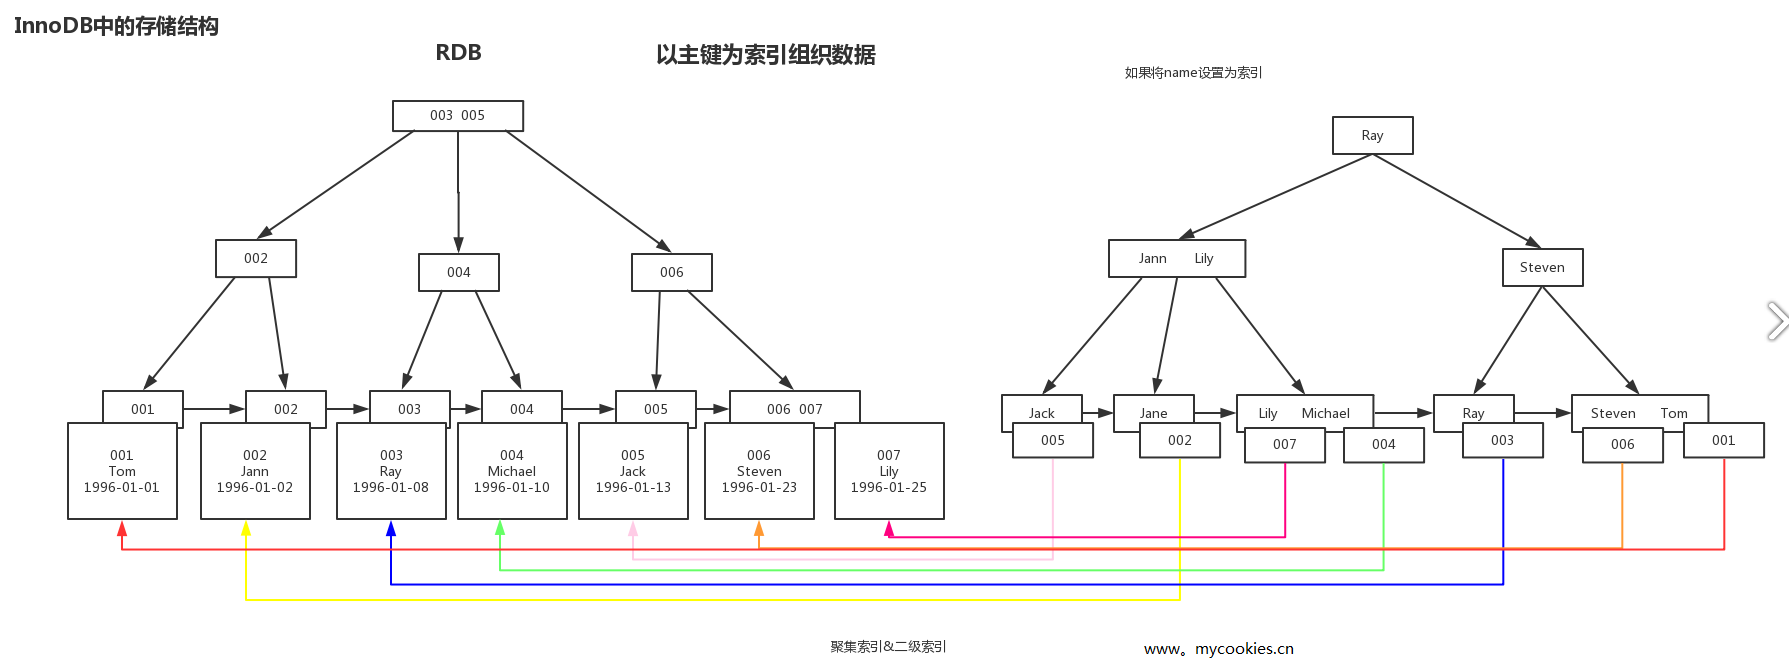 InnoDB中的存储结构
RDB
以主键为索引组织数据
如果将name设置为索引
003 005
Ray
002
004
006
Jann Lily
Steven
001
002
003
004
005
006 007
Jack
Jane
Lily Michael
Ray
Steven Tom
005
002
007
004
003
006
001
001
Tom
1996-01-01
002
Jann
1996-01-02
003
Ray
1996-01-08
004
Michael
1996-01-10
005
Jack
1996-01-13
006
Steven
1996-01-23
007
Lily
1996-01-25
聚集索引&二级索引
www。mycookies.cn